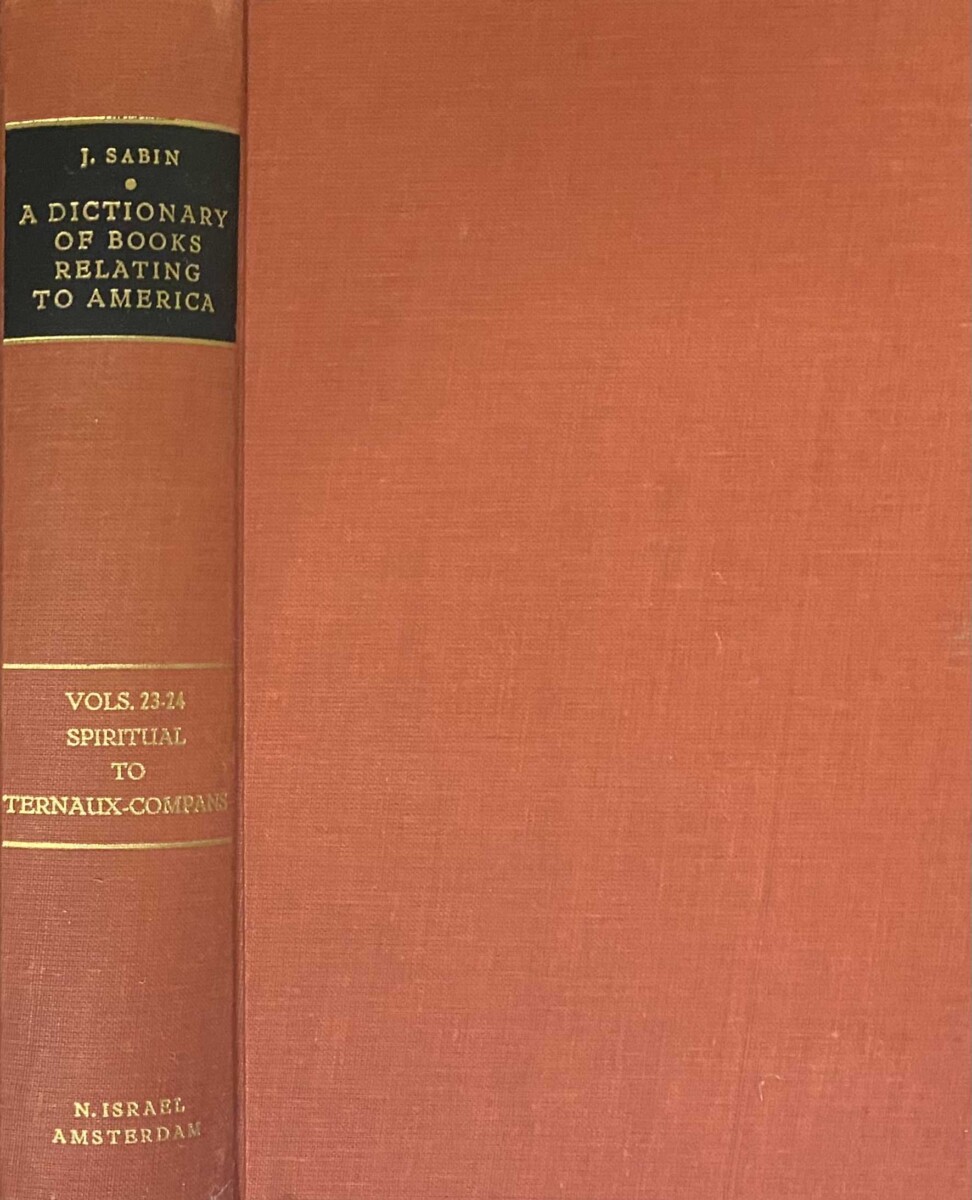 J. SABIN
A DICTIONARY
OF BOOKS
RELATING
TO AMERICA
VOLS. 23-24
SPIRITUAL
TO
TERNAUX-COMPANS
N. ISRAEL
AMSTERDAM